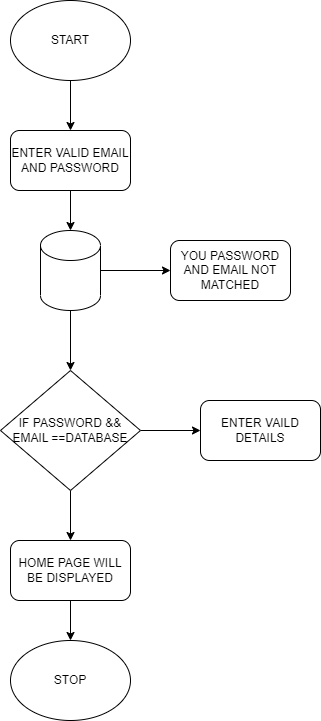 START
ENTER VALID EMAIL
AND PASSWORD
YOU PASSWORD
AND EMAIL NOT
MATCHED
IF PASSWORD &&
EMAIL ==DATABASE
ENTER VAILD
DETAILS
HOME PAGE WILL
BE DISPLAYED
STOP